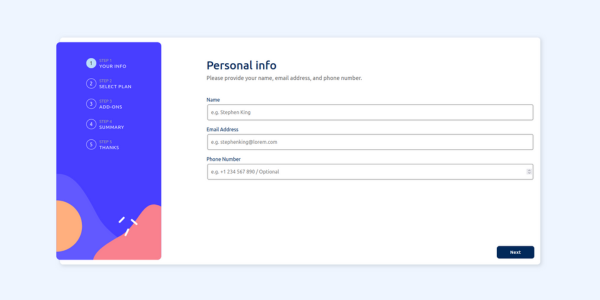 STEP 1
1 YOUR INFO
STEP 2
2 SELECT PLAN
STEP 3
3 ADD-ONS
STEP 4
4 SUMMARY
STEP 5
5 THANKS
Personal info
Please provide your name, email address, and phone number.
Name
e.g. Stephen King
Email Address
e.g. stephenking@lorem.com
Phone Number
e.g. +1 234 567 890 / Optional
Next